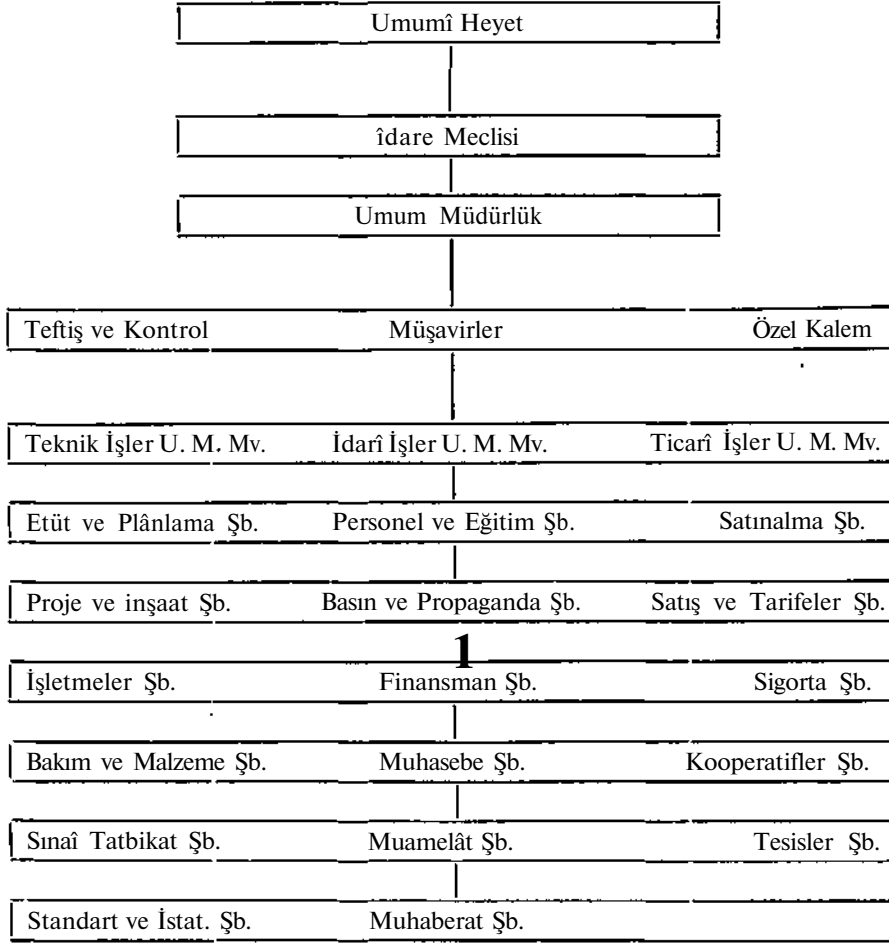 Umumî Heyet
îdare Meclisi
Umum Müdürlük
Teftiş ve Kontrol Müşavirler Özel Kalem
Teknik İşler U. M. Mv. İdarî İşler U. M. Mv. Ticarî İşler U. M. Mv.
Etüt ve Plânlama Şb. Personel ve Eğitim Şb. Satınalma Şb.
Proje ve inşaat Şb. Basın ve Propaganda Şb. Satış ve Tarifeler Şb.
1
İşletmeler Şb. Finansman Şb. Sigorta Şb.
Bakım ve Malzeme Şb. Muhasebe Şb. Kooperatifler Şb.
Sınaî Tatbikat Şb. Muamelât Şb. Tesisler Şb.
Standart ve İstat. Şb. Muhaberat Şb.